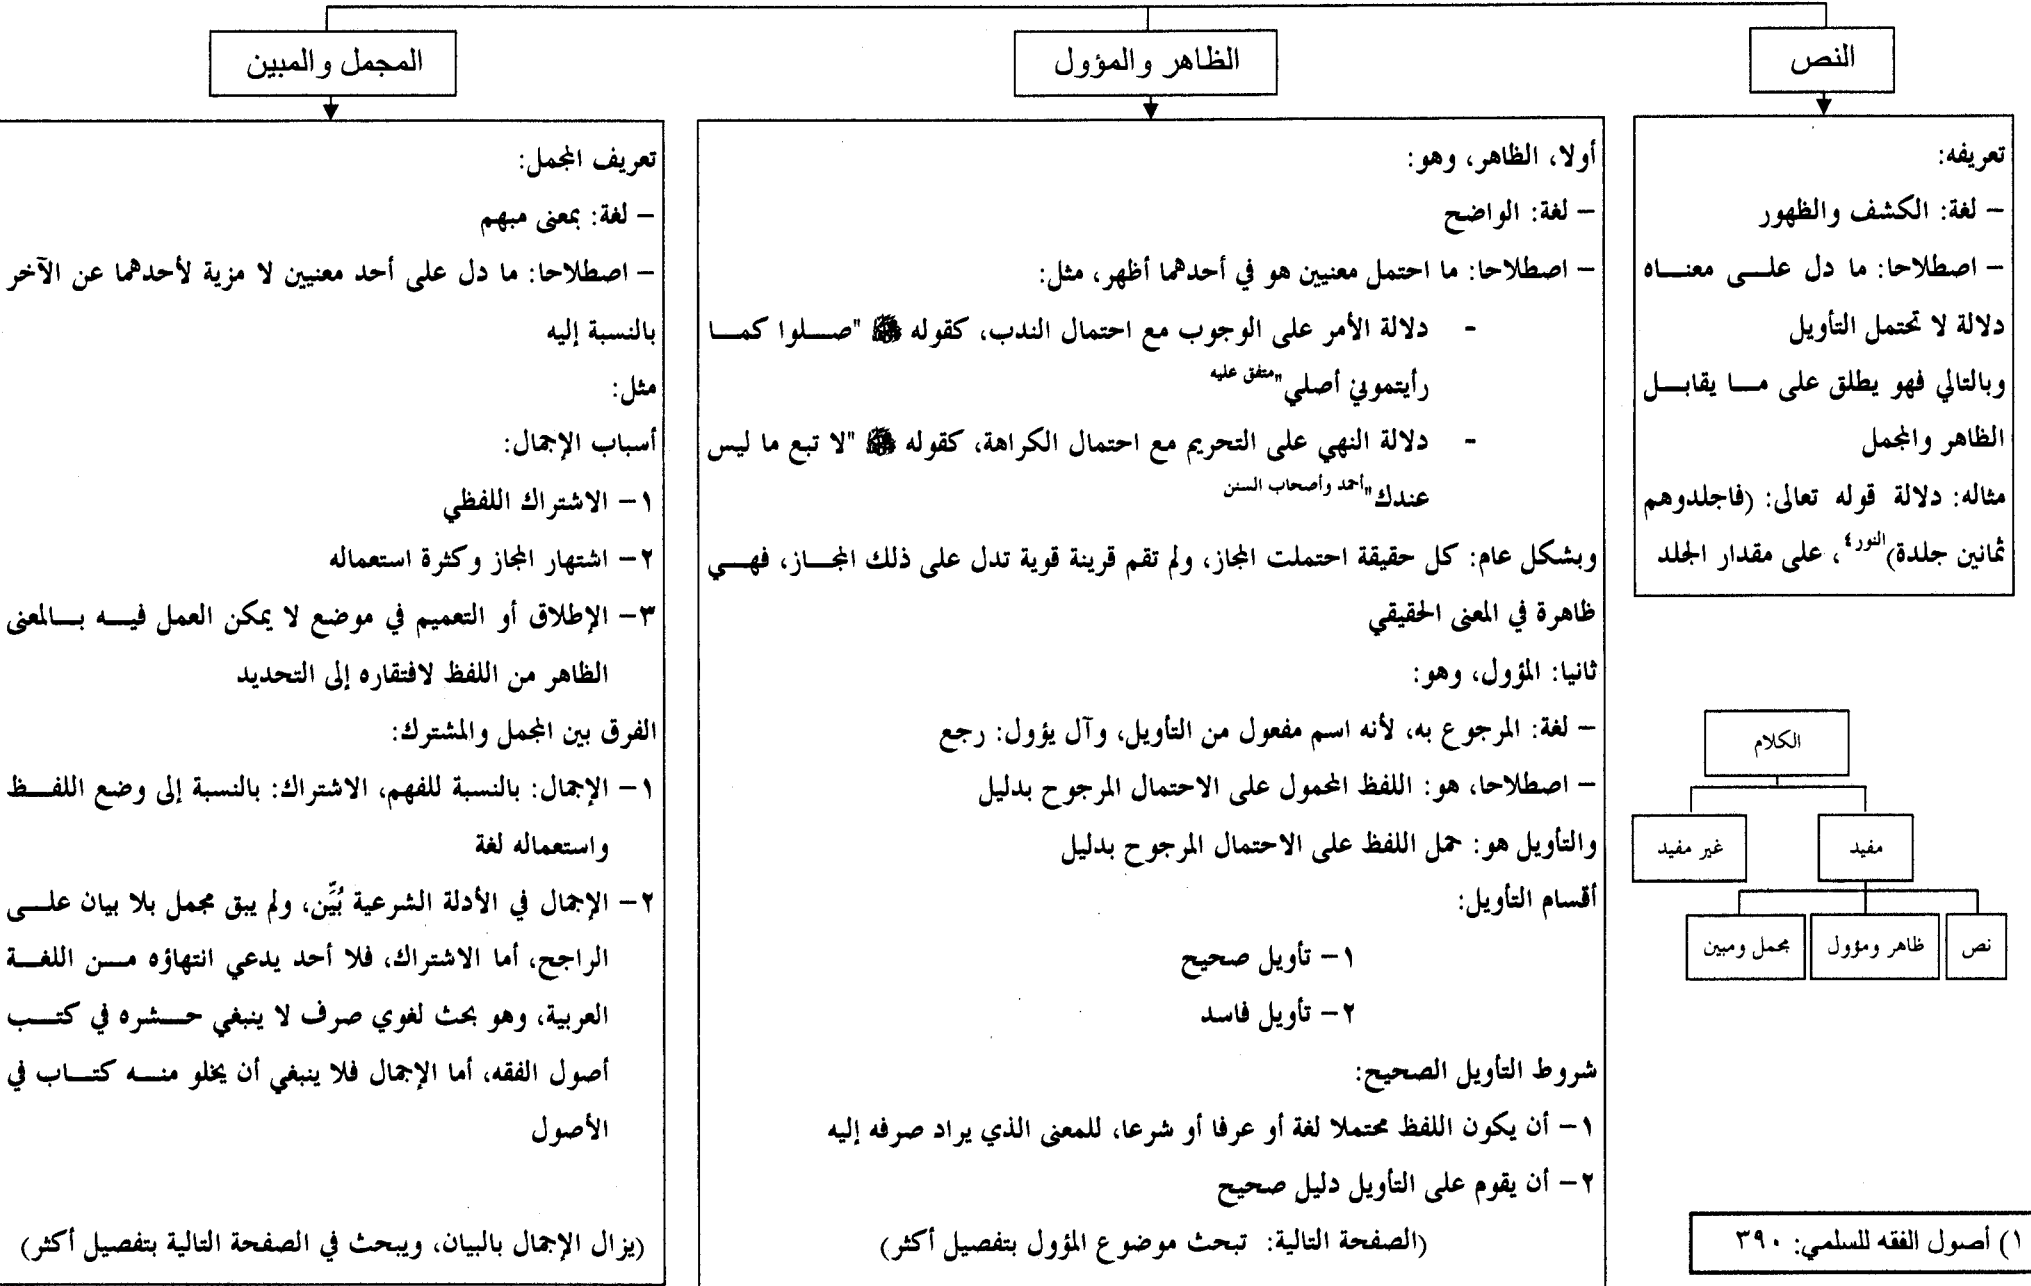 النص
الظاهر والمؤول
المجمل والمبين
تعريفه:
– لغة: الكشف والظهور
– اصطلاحا: ما دل على معناه
دلالة لا تحتمل التأويل
وبالتالي فهو يطلق على ما يقابل
الظاهر والمجمل
مثاله: دلالة قوله تعالى: (فاجلدوهم
ثمانين جلدة) النور٤، على مقدار الجلد
الكلام
مفيد
غير مفيد
نص
ظاهر ومؤول
مجمل ومبين
١) أصول الفقه للسلمي: ٣٩٠
أولا، الظاهر، وهو:
– لغة: الواضح
– اصطلاحا: ما احتمل معنيين هو في أحدهما أظهر، مثل:
- دلالة الأمر على الوجوب مع احتمال الندب، كقوله ﷺ "صلوا كما
رأيتموني أصلي" متفق عليه
- دلالة النهي على التحريم مع احتمال الكراهة، كقوله ﷺ "لا تبع ما ليس
عندك" أحمد وأصحاب السنن
وبشكل عام: كل حقيقة احتملت المجاز، ولم تقم قرينة قوية تدل على ذلك المجاز، فهي
ظاهرة في المعنى الحقيقي
ثانيا: المؤول، وهو:
– لغة: المرجوع به، لأنه اسم مفعول من التأويل، وآل يؤول: رجع
– اصطلاحا، هو: اللفظ المحمول على الاحتمال المرجوح بدليل
والتأويل هو: حمل اللفظ على الاحتمال المرجوح بدليل
أقسام التأويل:
١– تأويل صحيح
٢– تأويل فاسد
شروط التأويل الصحيح:
١– أن يكون اللفظ محتملا لغة أو عرفا أو شرعا، للمعنى الذي يراد صرفه إليه
٢– أن يقوم على التأويل دليل صحيح
(الصفحة التالية: تبحث موضوع المؤول بتفصيل أكثر)
تعريف المجمل:
– لغة: بمعنى مبهم
– اصطلاحا: ما دل على أحد معنيين لا مزية لأحدهما عن الآخر
بالنسبة إليه
مثل:
أسباب الإجمال:
١– الاشتراك اللفظي
٢– اشتهار المجاز وكثرة استعماله
٣– الإطلاق أو التعميم في موضع لا يمكن العمل فيه بالمعنى
الظاهر من اللفظ لافتقاره إلى التحديد
الفرق بين المجمل والمشترك:
١– الإجمال: بالنسبة للفهم، الاشتراك: بالنسبة إلى وضع اللفظ
واستعماله لغة
٢– الإجمال في الأدلة الشرعية بُيِّن، ولم يبق مجمل بلا بيان على
الراجح، أما الاشتراك، فلا أحد يدعي انتهاؤه من اللغة
العربية، وهو بحث لغوي صرف لا ينبغي حشره في كتب
أصول الفقه، أما الإجمال فلا ينبغي أن يخلو منه كتاب في
الأصول
(يزال الإجمال بالبيان، ويبحث في الصفحة التالية بتفصيل أكثر)